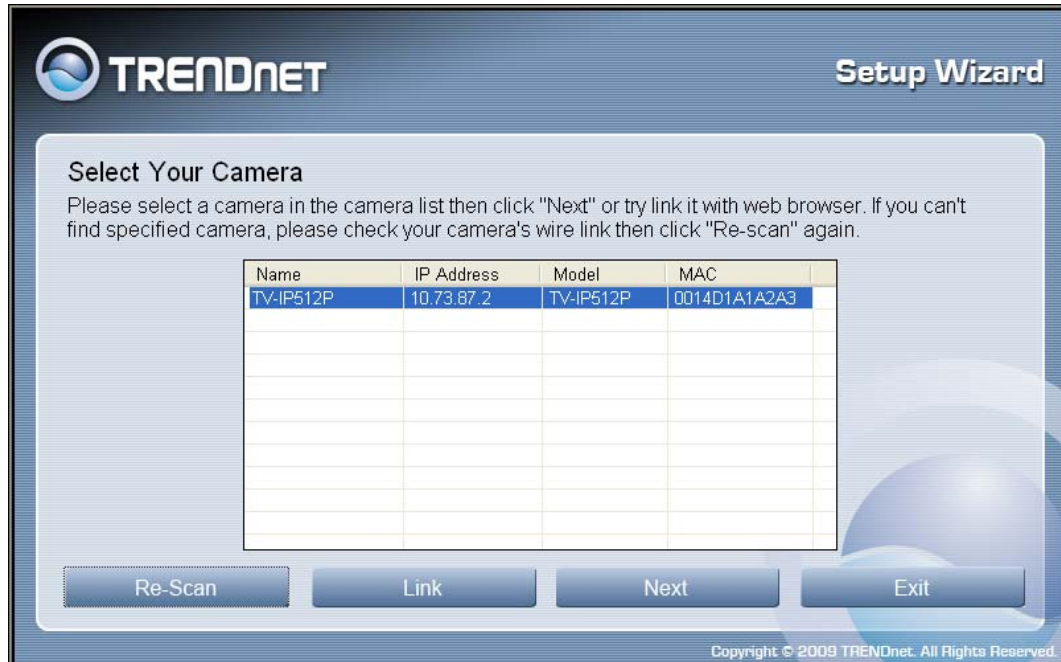 TRENDNET
Setup Wizard
Select Your Camera
Please select a camera in the camera list then click "Next" or try link it with web browser. If you can't
find specified camera, please check your camera's wire link then click "Re-scan" again.
Name IP Address Model MAC
TV-IP512P 10.73.87.2 TV-IP512P 0014D1A1A2A3
Re-Scan Link Next Exit
Copyright © 2009 TRENDnet. All Rights Reserved